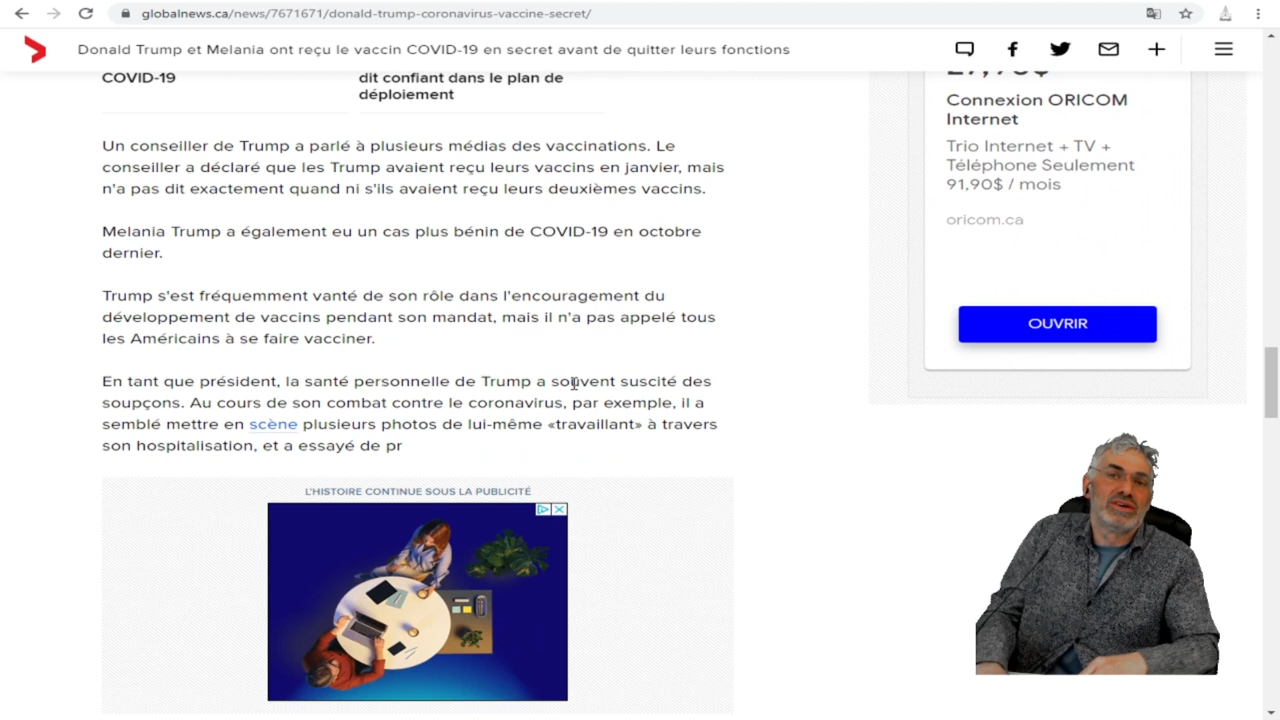 globalnews.ca/news/7671671/donald-trump-coronavirus-vaccine-secret/
Donald Trump et Melania ont reçu le vaccin COVID-19 en secret avant de quitter leurs fonctions
COVID-19
dit confiant dans le plan de
déploiement
Un conseiller de Trump a parlé à plusieurs médias des vaccinations. Le
conseiller a déclaré que les Trump avaient reçu leurs vaccins en janvier, mais
n'a pas dit exactement quand ni s'ils avaient reçu leurs deuxièmes vaccins.
Melania Trump a également eu un cas plus bénin de COVID-19 en octobre
dernier.
Trump s'est fréquemment vanté de son rôle dans l'encouragement du
développement de vaccins pendant son mandat, mais il n'a pas appelé tous
les Américains à se faire vacciner.
En tant que président, la santé personnelle de Trump a souvent suscité des
soupçons. Au cours de son combat contre le coronavirus, par exemple, il a
semblé mettre en scène plusieurs photos de lui-même «travaillant» à travers
son hospitalisation, et a essayé de pr
L'HISTOIRE CONTINUE SOUS LA PUBLICITÉ
Connexion ORICOM
Internet
Trio Internet + TV +
Téléphone Seulement
91,90$ / mois
oricom.ca
OUVRIR